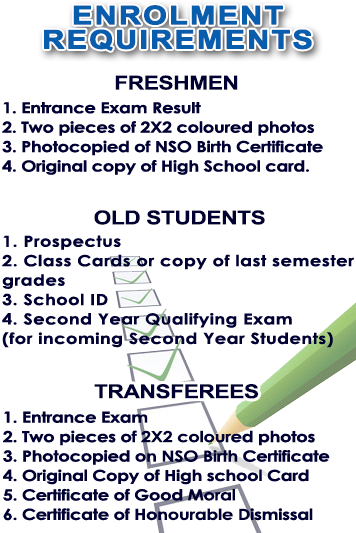 ENROLMENT
REQUIREMENTS
FRESHMEN
1. Entrance Exam Result
2. Two pieces of 2X2 coloured photos
3. Photocopied of NSO Birth Certificate
4. Original copy of High School card.
OLD STUDENTS
1. Prospectus
2. Class Cards or copy of last semester
grades
3. School ID
4. Second Year Qualifying Exam
(for incoming Second Year Students)
TRANSFEREES
1. Entrance Exam
2. Two pieces of 2X2 coloured photos
3. Photocopied on NSO Birth Certificate
4. Original Copy of High school Card
5. Certificate of Good Moral
6. Certificate of Honourable Dismissal